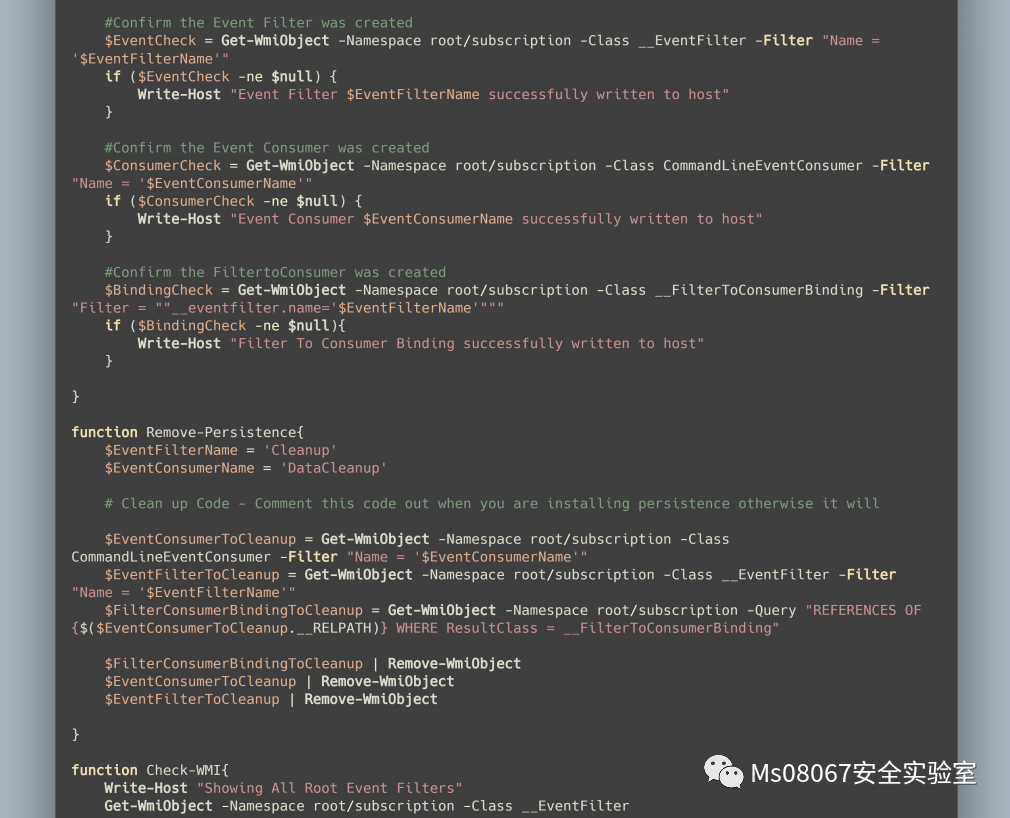 #Confirm the Event Filter was created
$EventCheck = Get-WmiObject -Namespace root/subscription -Class __EventFilter -Filter "Name =
'$EventFilterName'"
if ($EventCheck -ne $null) {
Write-Host "Event Filter $EventFilterName successfully written to host"
}
#Confirm the Event Consumer was created
$ConsumerCheck = Get-WmiObject -Namespace root/subscription -Class CommandLineEventConsumer -Filter
"Name = '$EventConsumerName'"
if ($ConsumerCheck -ne $null) {
Write-Host "Event Consumer $EventConsumerName successfully written to host"
}
#Confirm the FiltertoConsumer was created
$BindingCheck = Get-WmiObject -Namespace root/subscription -Class __FilterToConsumerBinding -Filter
"Filter = ""__eventfilter.name='$EventFilterName'"""
if ($BindingCheck -ne $null){
Write-Host "Filter To Consumer Binding successfully written to host"
}
}
function Remove-Persistence{
$EventFilterName = 'Cleanup'
$EventConsumerName = 'DataCleanup'
# Clean up Code - Comment this code out when you are installing persistence otherwise it will
$EventConsumerToCleanup = Get-WmiObject -Namespace root/subscription -Class
CommandLineEventConsumer -Filter "Name = '$EventConsumerName'"
$EventFilterToCleanup = Get-WmiObject -Namespace root/subscription -Class __EventFilter -Filter
"Name = '$EventFilterName'"
$FilterConsumerBindingToCleanup = Get-WmiObject -Namespace root/subscription -Query "REFERENCES OF
{$($EventConsumerToCleanup.__RELPATH)} WHERE ResultClass = __FilterToConsumerBinding"
$FilterConsumerBindingToCleanup | Remove-WmiObject
$EventConsumerToCleanup | Remove-WmiObject
$EventFilterToCleanup | Remove-WmiObject
}
function Check-WMI{
Write-Host "Showing All Root Event Filters"
Get-WmiObject -Namespace root/subscription -Class __EventFilter
Ms08067安全实验室